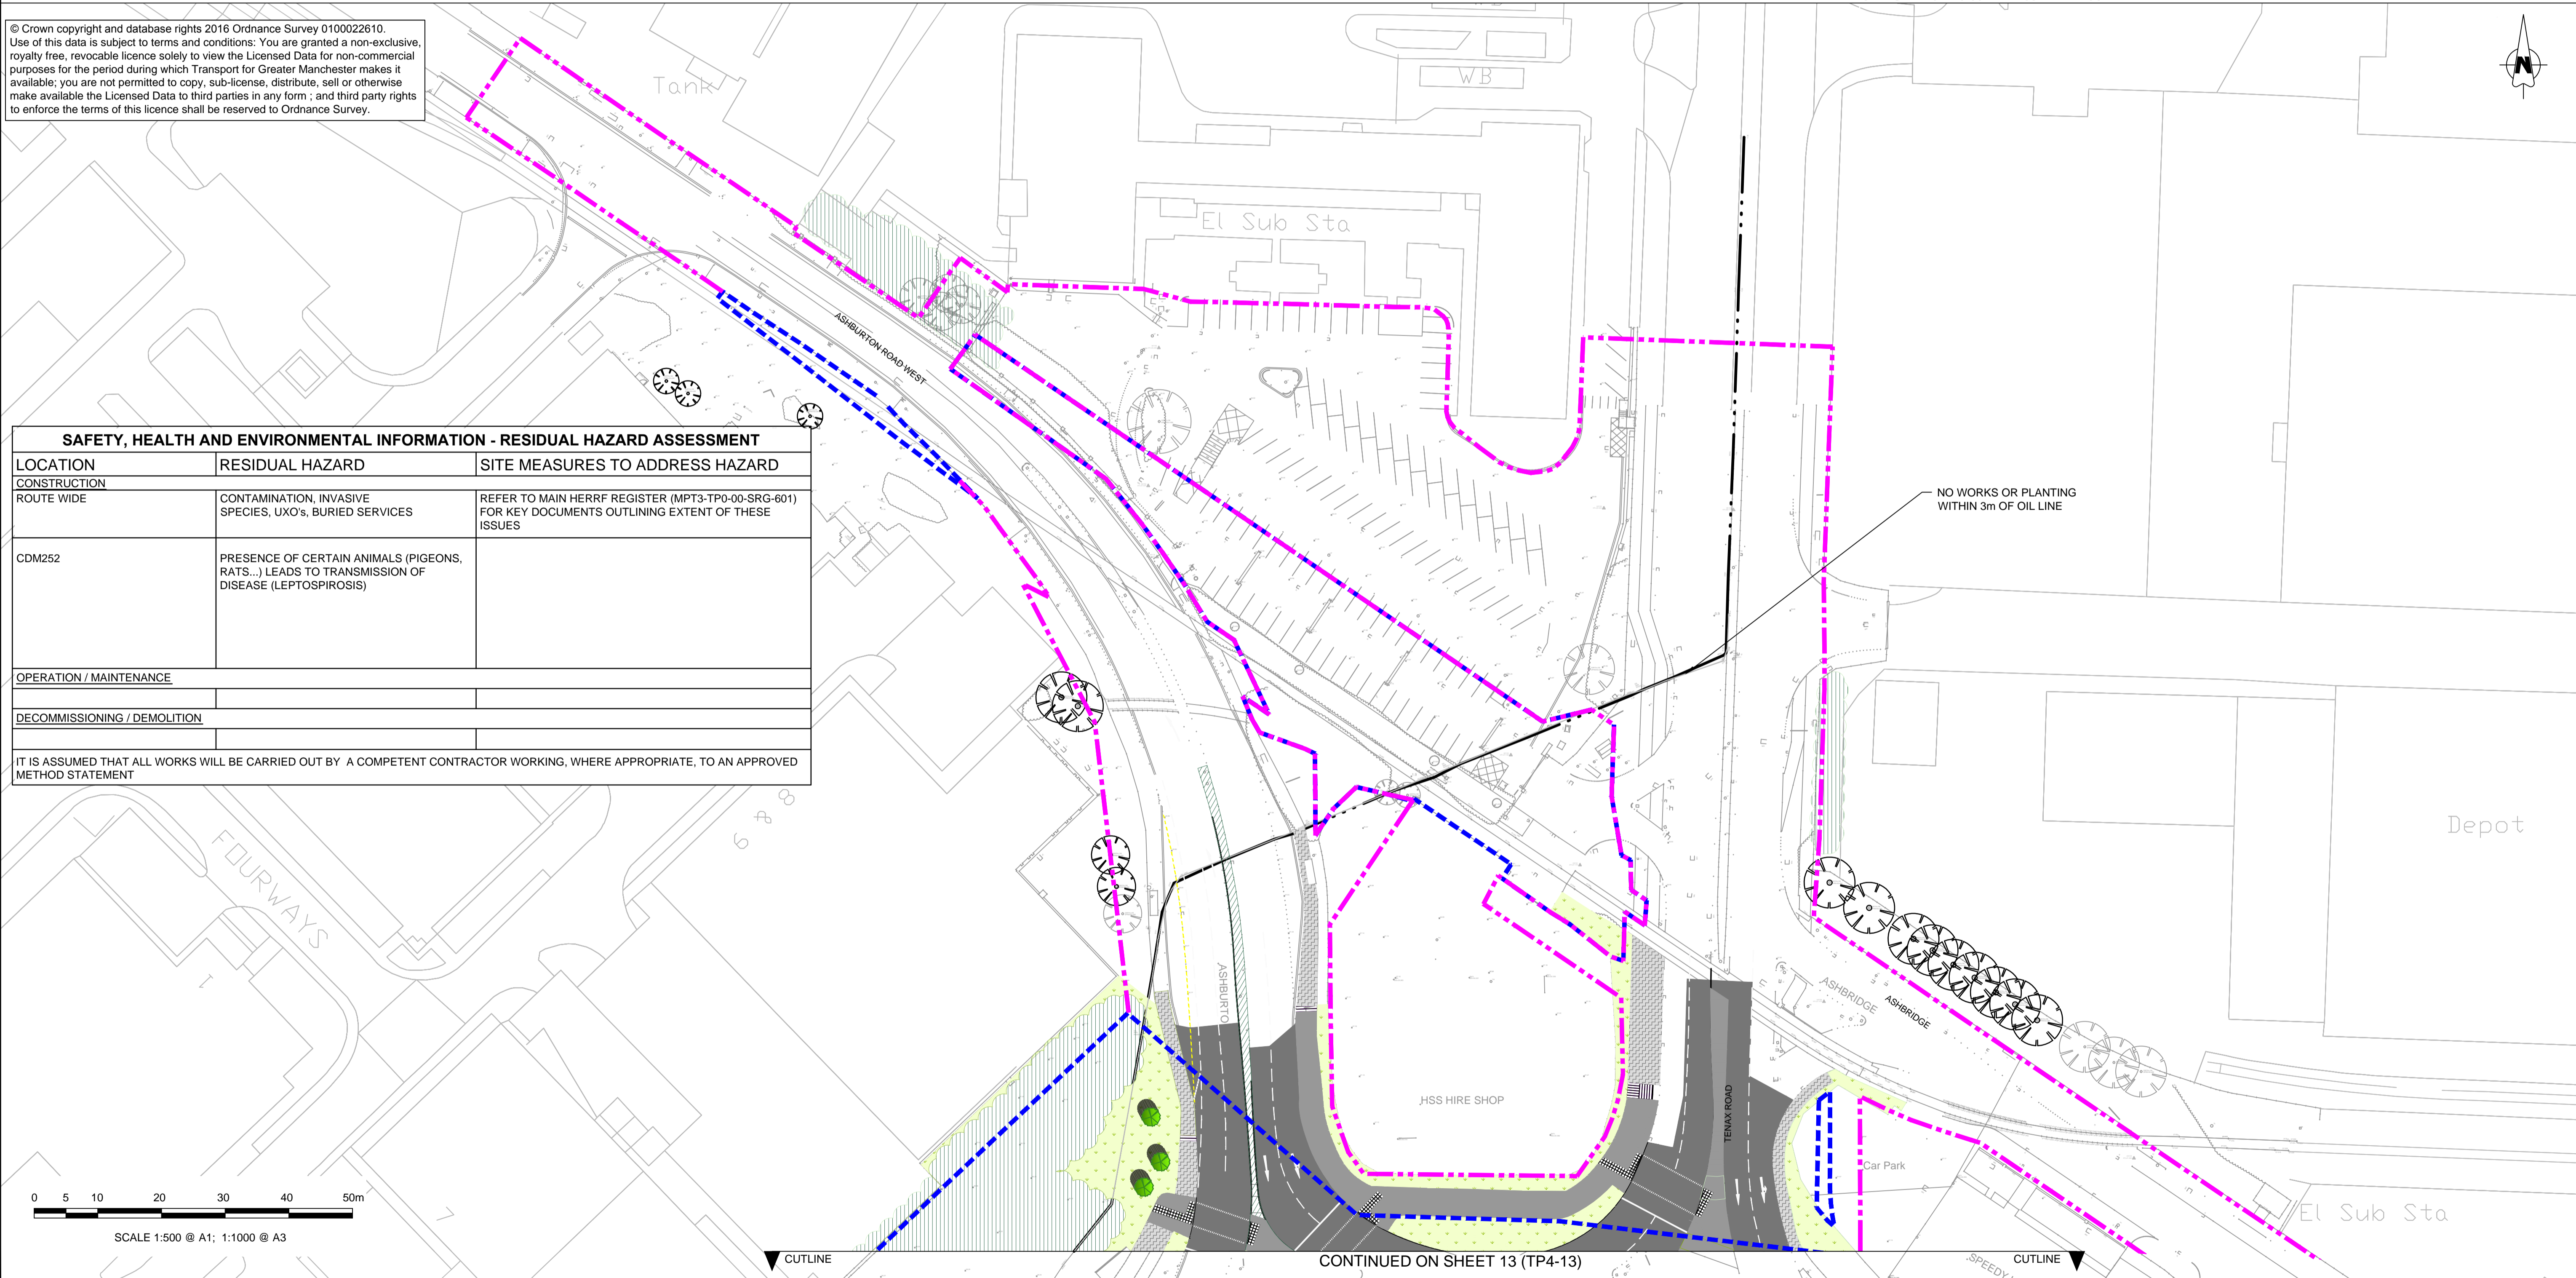 © Crown copyright and database rights 2016 Ordnance Survey 0100022610.
Use of this data is subject to terms and conditions: You are granted a non-exclusive,
royalty free, revocable licence solely to view the Licensed Data for non-commercial
purposes for the period during which Transport for Greater Manchester makes it
available; you are not permitted to copy, sub-license, distribute, sell or otherwise
make available the Licensed Data to third parties in any form ; and third party rights
to enforce the terms of this licence shall be reserved to Ordnance Survey.
Tank
WB
N
El Sub Sta
ASHBURTON ROAD WEST
SAFETY, HEALTH AND ENVIRONMENTAL INFORMATION - RESIDUAL HAZARD ASSESSMENT
LOCATION
RESIDUAL HAZARD
SITE MEASURES TO ADDRESS HAZARD
CONSTRUCTION
ROUTE WIDE
CONTAMINATION, INVASIVE
SPECIES, UXO's, BURIED SERVICES
REFER TO MAIN HERRF REGISTER (MPT3-TP0-00-SRG-601)
FOR KEY DOCUMENTS OUTLINING EXTENT OF THESE
ISSUES
CDM252
PRESENCE OF CERTAIN ANIMALS (PIGEONS,
RATS...) LEADS TO TRANSMISSION OF
DISEASE (LEPTOSPIROSIS)
OPERATION / MAINTENANCE
DECOMMISSIONING / DEMOLITION
IT IS ASSUMED THAT ALL WORKS WILL BE CARRIED OUT BY A COMPETENT CONTRACTOR WORKING, WHERE APPROPRIATE, TO AN APPROVED
METHOD STATEMENT
NO WORKS OR PLANTING
WITHIN 3m OF OIL LINE
6 & 8
FOURWAYS
1
7
Depot
ASHBURTO
ASHBRIDGE
ASHBRIDGE
HSS HIRE SHOP
TENAX ROAD
Car Park
El Sub Sta
SPEEDY
0 5 10 20 30 40 50m
SCALE 1:500 @ A1; 1:1000 @ A3
CUTLINE
CONTINUED ON SHEET 13 (TP4-13)
CUTLINE